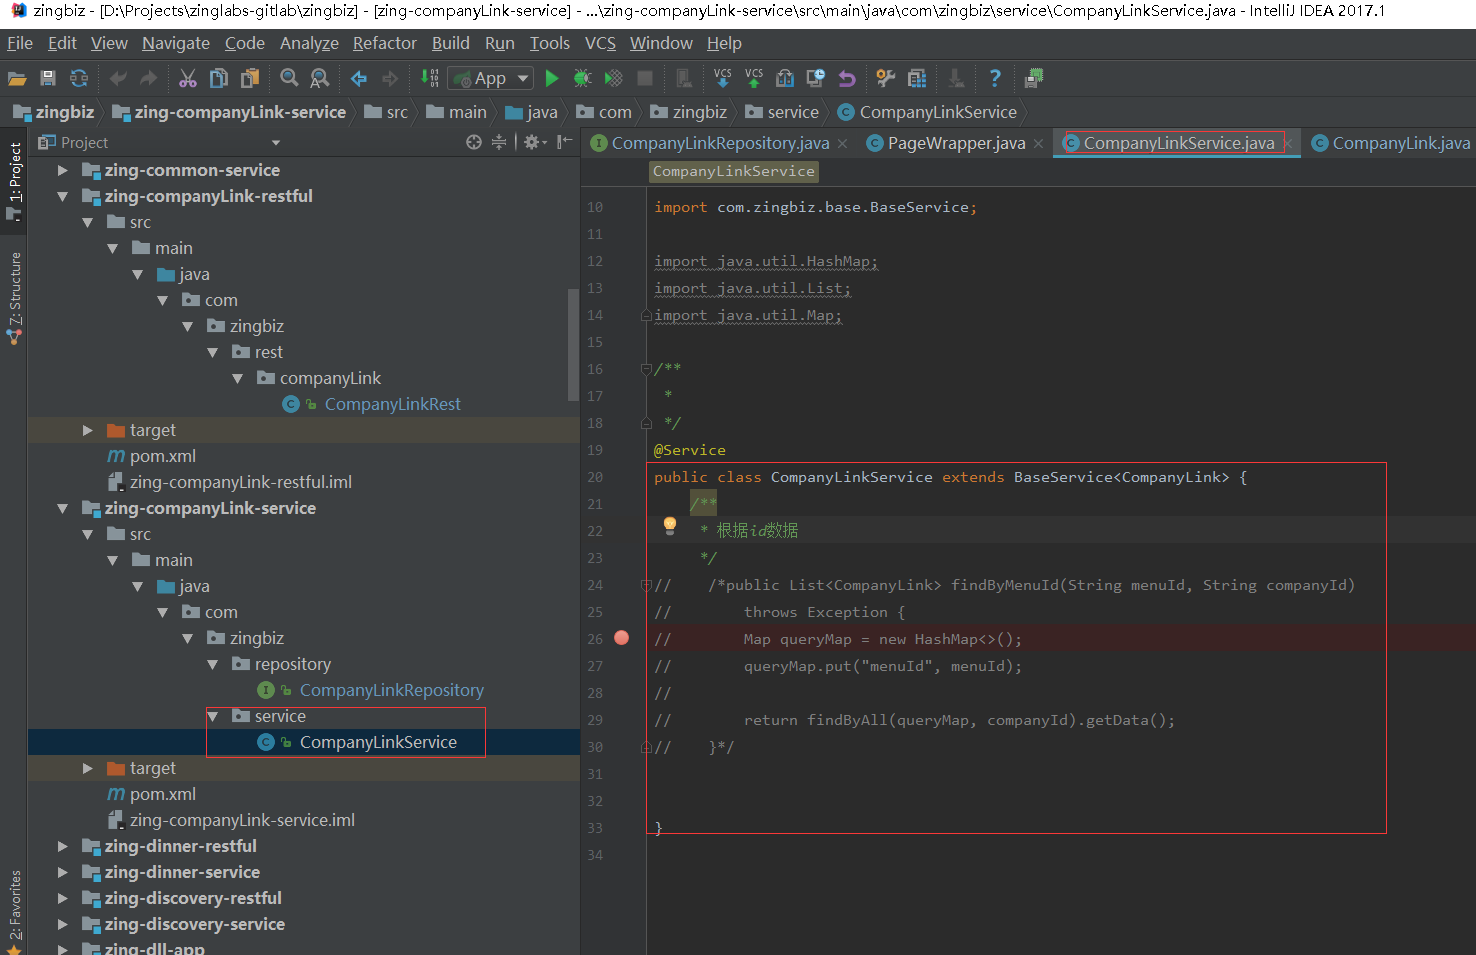 zingbiz - [D:\Projects\zinglabs-gitlab\zingbiz] - [zing-companyLink-service] - ...\zing-companyLink-service\src\main\java\com\zingbiz\service\CompanyLinkService.java - IntelliJ IDEA 2017.1
File Edit View Navigate Code Analyze Refactor Build Run Tools VCS Window Help
App VCS VCS ?
zingbiz zing-companyLink-service src main java com zingbiz service CompanyLinkService
1: Project
Z: Structure
2: Favorites
Project
zing-common-service
zing-companyLink-restful
src
main
java
com
zingbiz
rest
companyLink
CompanyLinkRest
target
pom.xml
zing-companyLink-restful.iml
zing-companyLink-service
src
main
java
com
zingbiz
repository
CompanyLinkRepository
service
CompanyLinkService
target
pom.xml
zing-companyLink-service.iml
zing-dinner-restful
zing-dinner-service
zing-discovery-restful
zing-discovery-service
zing-dll-app
CompanyLinkRepository.java PageWrapper.java CompanyLinkService.java CompanyLink.java
CompanyLinkService
10 import com.zingbiz.base.BaseService;
11
12 import java.util.HashMap;
13 import java.util.List;
14 import java.util.Map;
15
16 /**
17 *
18 */
19 @Service
20 public class CompanyLinkService extends BaseService<CompanyLink> {
21 /**
22 * 根据id数据
23 */
24 // /*public List<CompanyLink> findByMenuId(String menuId, String companyId)
25 // throws Exception {
26 // Map queryMap = new HashMap<>();
27 // queryMap.put("menuId", menuId);
28 //
29 // return findByAll(queryMap, companyId).getData();
30 // }*/
31
32
33 }
34